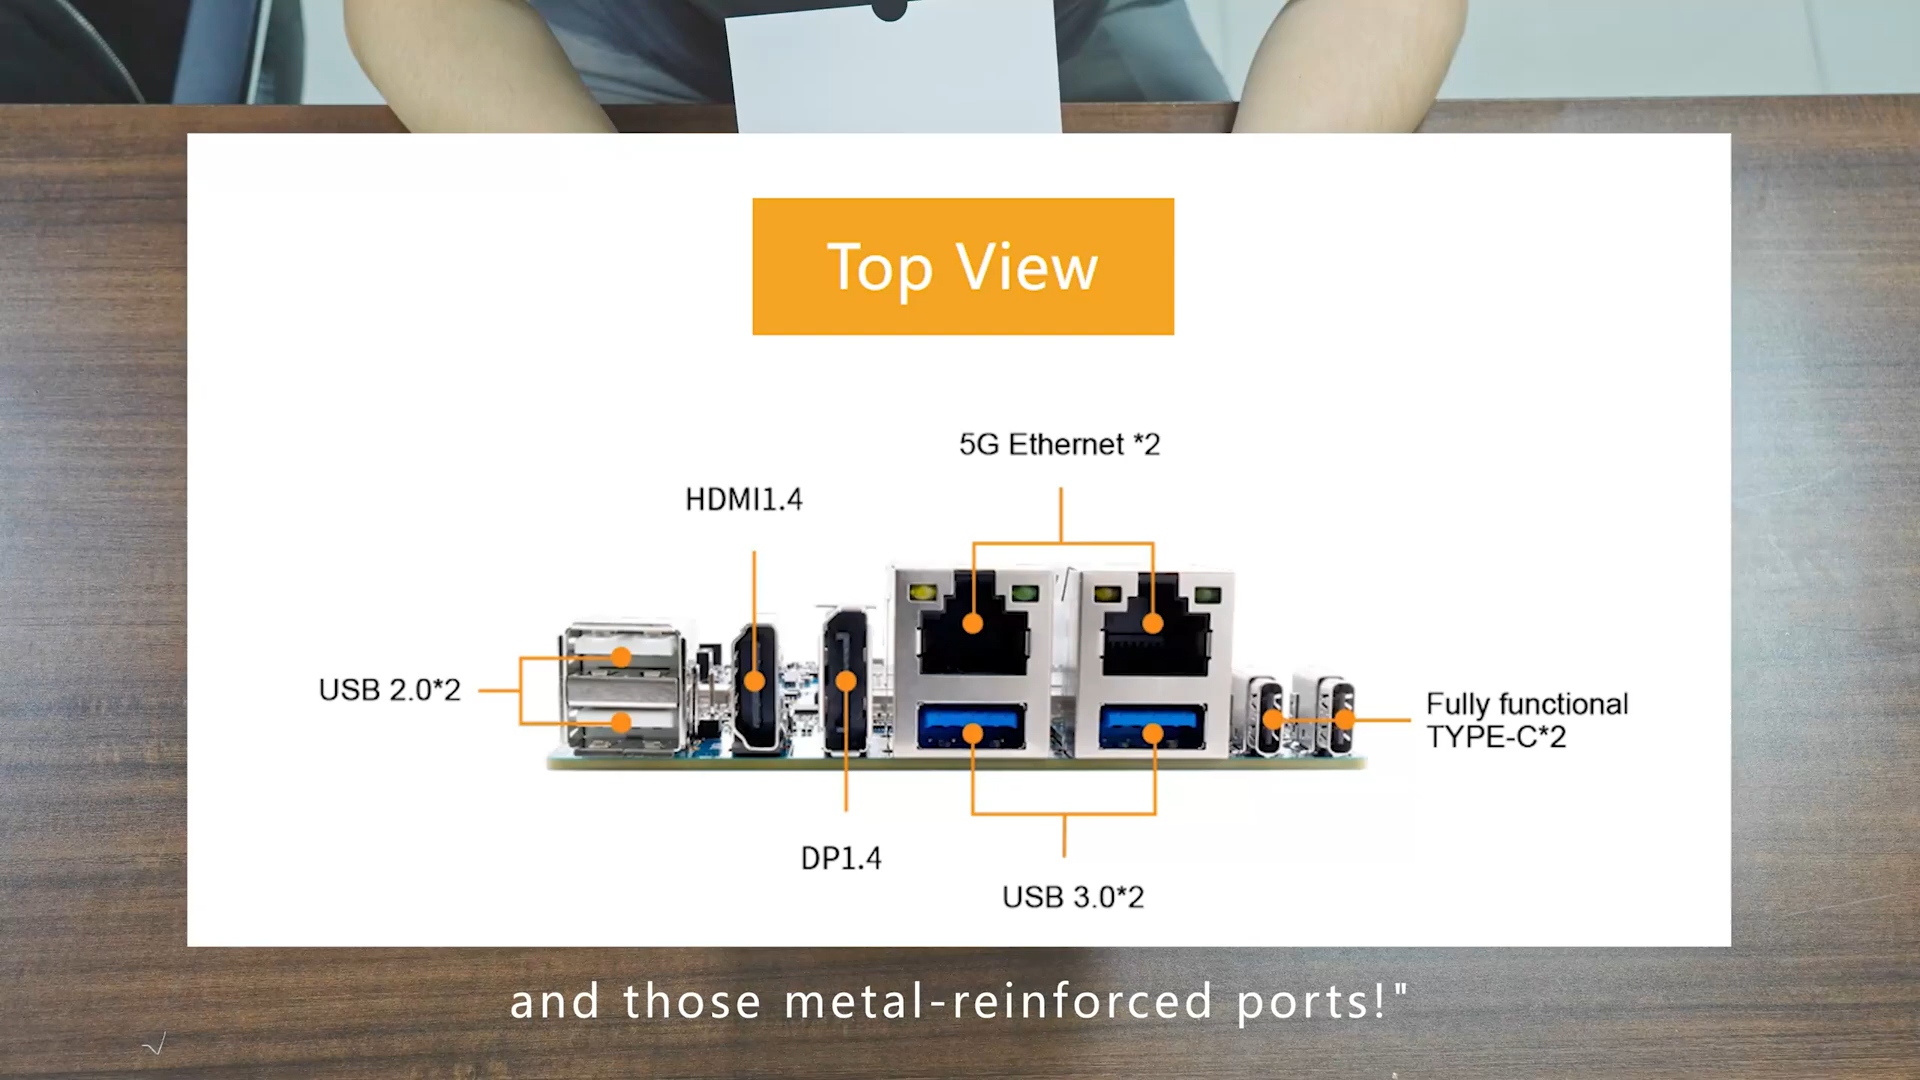 Top View
5G Ethernet *2
HDMI1.4
USB 2.0*2
Fully functional
TYPE-C*2
DP1.4
USB 3.0*2
and those metal-reinforced ports!"